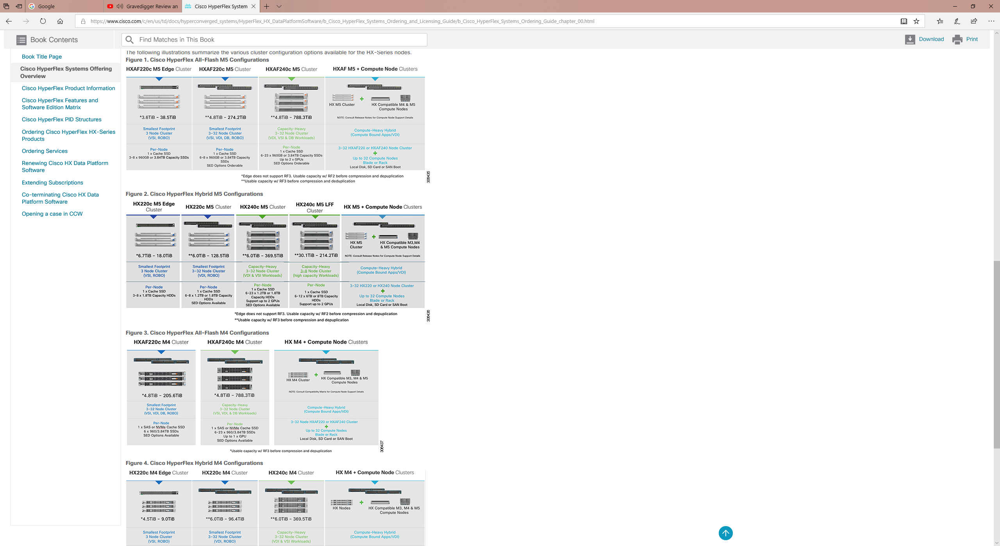 Google
Gravedigger Review an
Cisco HyperFlex System
https://www.cisco.com/c/en/us/td/docs/hyperconverged_systems/HyperFlex_HX_DataPlatformSoftware/b_Cisco_HyperFlex_Systems_Ordering_and_Licensing_Guide/b_Cisco_HyperFlex_Systems_Ordering_Guide_chapter_00.html
Book Contents
Find Matches in This Book
Download
Print
Book Title Page
Cisco HyperFlex Systems Offering
Overview
Cisco HyperFlex Product Information
Cisco HyperFlex Features and
Software Edition Matrix
Cisco HyperFlex PID Structures
Ordering Cisco HyperFlex HX-Series
Products
Ordering Services
Renewing Cisco HX Data Platform
Software
Extending Subscriptions
Co-terminating Cisco HX Data
Platform Software
Opening a case in CCW
The following illustrations summarize the various cluster configuration options available for the HX-Series nodes.
Figure 1. Cisco HyperFlex All-Flash M5 Configurations
HXAF220c M5 Edge Cluster
*3.6TiB - 38.5TiB
Smallest Footprint
3 Node Cluster
(VSI, ROBO)
Per-Node
1 x Cache SSD
3-8 x 960GB or 3.84TB Capacity SSDs
HXAF220c M5 Cluster
**4.8TiB - 274.2TiB
Smallest Footprint
3-32 Node Cluster
(VSI, VDI, DB, ROBO)
Per-Node
1 x Cache SSD
6-8 x 960GB or 3.84TB Capacity
SSDs
SED Options Orderable
HXAF240c M5 Cluster
**4.8TiB - 788.3TiB
Capacity-Heavy
3-32 Node Cluster
(VDI, VSI & DB Workloads)
Per-Node
1 x Cache SSD
6-23 x 960GB or 3.84TB Capacity SSDs
Up to 2 x GPUs
SED Options Orderable
HXAF M5 + Compute Node Clusters
HX M5 Cluster
+
HX Compatible M4 & M5
Compute Nodes
NOTE: Consult Release Notes for Compute Node Support Details
Compute-Heavy Hybrid
(Compute Bound Apps/VDI)
3-32 HXAF220 or HXAF240 Node Cluster
+
Up to 32 Compute Nodes
Blade or Rack
Local Disk, SD Card or SAN Boot
*Edge does not support RF3. Usable capacity w/ RF2 before compression and depuplication
**Usable capacity w/ RF3 before compression and deduplication
306435
Figure 2. Cisco HyperFlex Hybrid M5 Configurations
HX220c M5 Edge
Cluster
*6.7TiB - 18.0TiB
Smallest Footprint
3 Node Cluster
(VSI, ROBO)
Per-Node
1 x Cache SSD
3-8 x 1.8TB Capacity HDDs
HX220c M5 Cluster
**6.0TiB - 128.5TiB
Smallest Footprint
3-32 Node Cluster
(VDI, ROBO)
Per-Node
1 x Cache SSD
6-8 x 1.2TB or 1.8TB Capacity
HDDs
SED Options Available
HX240c M5 Cluster
**6.0TiB - 369.5TiB
Capacity-Heavy
3-32 Node Cluster
(VDI & VSI Workloads)
Per-Node
1 x Cache SSD
6-23 x 1.2TB or 1.8TB
Capacity HDDs
Support up to 2 GPUs
SED Options Available
HX240c M5 LFF
Cluster
**30.1TiB - 214.2TiB
Capacity-Heavy
3-8 Node Cluster
(high capacity Workloads)
Per-Node
1 x Cache SSD
6-12 x 6TB or 8TB Capacity
HDDs
Support up to 2 GPUs
HX M5 + Compute Node Clusters
HX M5
Cluster
+
HX Compatible M3,M4
& M5 Compute Nodes
NOTE: Consult Release Notes for Compute Node Support Details
Compute-Heavy Hybrid
(Compute Bound Apps/VDI)
3-32 HX220 or HX240 Node Cluster
+
Up to 32 Compute Nodes
Blade or Rack
Local Disk, SD Card or SAN Boot
*Edge does not support RF3. Usable capacity w/ RF2 before compression and depuplication
**Usable capacity w/ RF3 before compression and depuplication
306436
Figure 3. Cisco HyperFlex All-Flash M4 Configurations
HXAF220c M4 Cluster
*4.8TiB - 205.6TiB
Smallest Footprint
3-32 Node Cluster
(VSI, VDI, DB, ROBO)
Per-Node
1 x SAS or NVMe Cache SSD
6 x 960/3.84TB SSDs
SED Options Available
HXAF240c M4 Cluster
*4.8TiB - 788.3TiB
Capacity-Heavy
3-32 Node Cluster
(VSI, VDI, & DB Workloads)
Per-Node
1 x SAS or NVMe Cache SSD
6-23 x 960/3.84TB SSDs
Up to 1 x GPU
SED Options Available
HX M4 + Compute Node Clusters
HX M4 Cluster
+
HX Compatible M3, M4 & M5
Compute Nodes
NOTE: Consult Compatibility Matrix for Compute Node Support Details
Compute-Heavy Hybrid
(Compute Bound Apps/VDI)
3-32 Node HXAF220 or HXAF240 Cluster
+
Up to 32 Compute Nodes
Blade or Rack
Local Disk, SD Card or SAN Boot
*Usable capacity w/ RF3 before compression and depuplication
306437
Figure 4. Cisco HyperFlex Hybrid M4 Configurations
HX220c M4 Edge Cluster
*4.5TiB - 9.0TiB
Smallest Footprint
3 Node Cluster
(VSI, ROBO)
HX220c M4 Cluster
**6.0TiB - 96.4TiB
Smallest Footprint
3-32 Node Cluster
(VDI, ROBO)
HX240c M4 Cluster
**6.0TiB - 369.5TiB
Capacity-Heavy
3-32 Node Cluster
(VDI & VSI Workloads)
HX M4 + Compute Node Clusters
HX Nodes
+
HX Compatible M3, M4 & M5
Compute Nodes
Compute-Heavy Hybrid
(Compute Bound Apps/VDI)